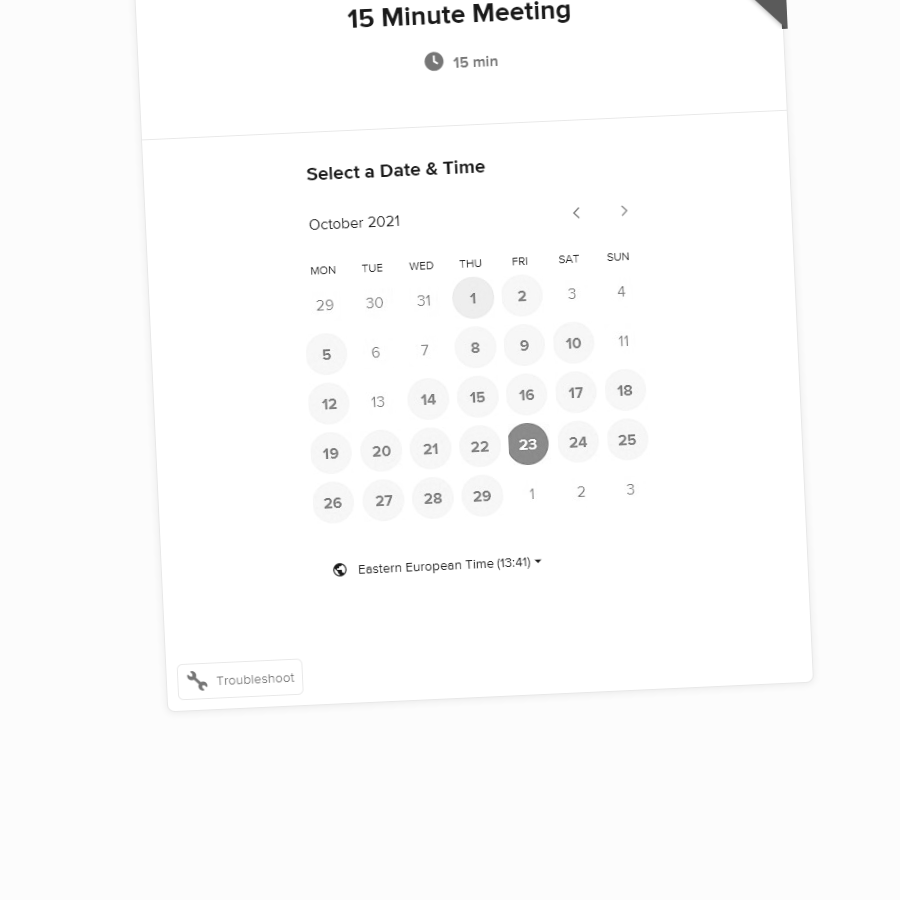 15 Minute Meeting
15 min
Select a Date & Time
October 2021
MON TUE WED THU FRI SAT SUN
29 30 31 1 2 3 4
5 6 7 8 9 10 11
12 13 14 15 16 17 18
19 20 21 22 23 24 25
26 27 28 29 1 2 3
Eastern European Time (13:41)
Troubleshoot